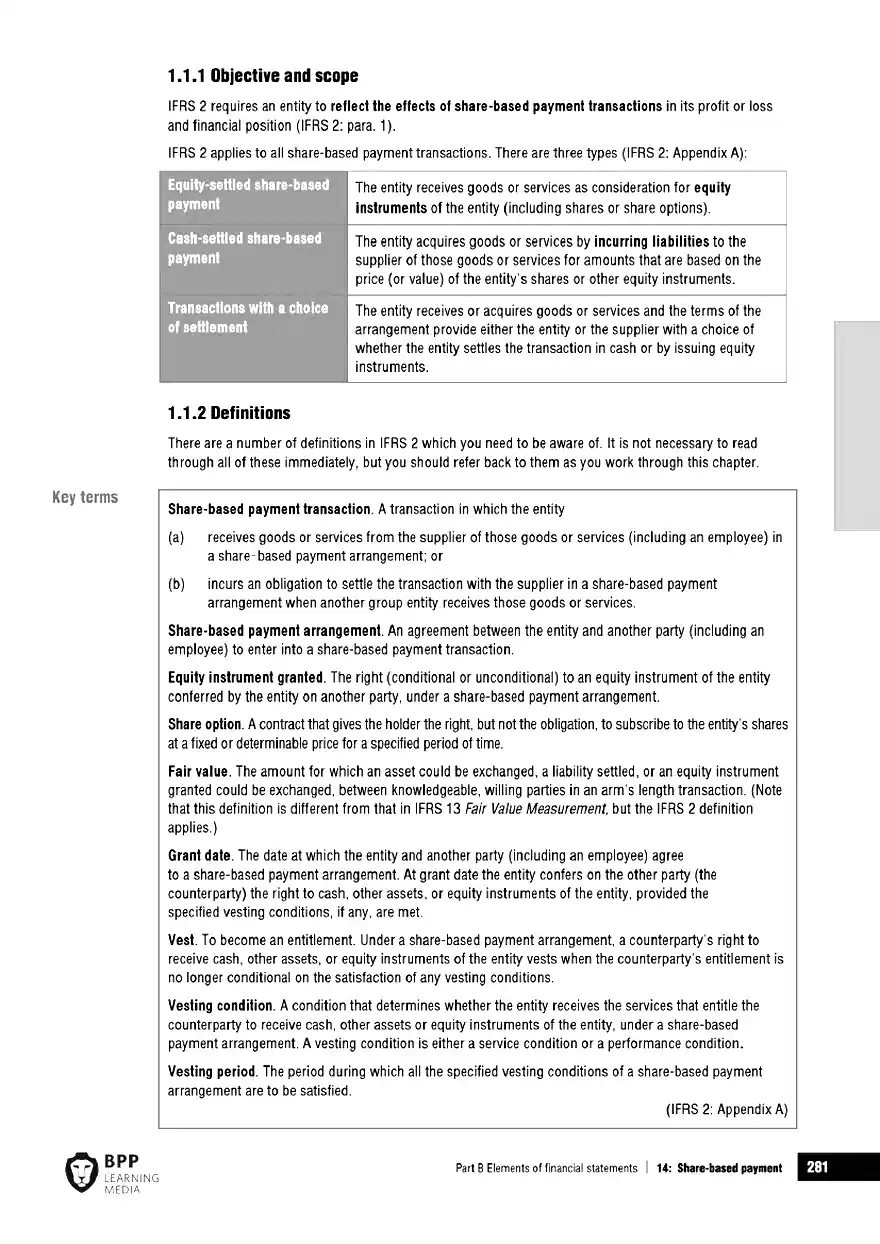 1.1.1 Objective and scope
IFRS 2 requires an entity to reflect the effects of share-based payment transactions in its profit or loss
and financial position (IFRS 2: para. 1).
IFRS 2 applies to all share-based payment transactions. There are three types (IFRS 2: Appendix A):
Equity-settled share-based
payment
The entity receives goods or services as consideration for equity
instruments of the entity (including shares or share options).
Cash-settled share-based
payment
The entity acquires goods or services by incurring liabilities to the
supplier of those goods or services for amounts that are based on the
price (or value) of the entity's shares or other equity instruments.
Transactions with a choice
of settlement
The entity receives or acquires goods or services and the terms of the
arrangement provide either the entity or the supplier with a choice of
whether the entity settles the transaction in cash or by issuing equity
instruments.
1.1.2 Definitions
There are a number of definitions in IFRS 2 which you need to be aware of. It is not necessary to read
through all of these immediately, but you should refer back to them as you work through this chapter.
Key terms
Share-based payment transaction. A transaction in which the entity
(a) receives goods or services from the supplier of those goods or services (including an employee) in
a share-based payment arrangement; or
(b) incurs an obligation to settle the transaction with the supplier in a share-based payment
arrangement when another group entity receives those goods or services.
Share-based payment arrangement. An agreement between the entity and another party (including an
employee) to enter into a share-based payment transaction.
Equity instrument granted. The right (conditional or unconditional) to an equity instrument of the entity
conferred by the entity on another party, under a share-based payment arrangement.
Share option. A contract that gives the holder the right, but not the obligation, to subscribe to the entity's shares
at a fixed or determinable price for a specified period of time.
Fair value. The amount for which an asset could be exchanged, a liability settled, or an equity instrument
granted could be exchanged, between knowledgeable, willing parties in an arm's length transaction. (Note
that this definition is different from that in IFRS 13 Fair Value Measurement, but the IFRS 2 definition
applies.)
Grant date. The date at which the entity and another party (including an employee) agree
to a share-based payment arrangement. At grant date the entity confers on the other party (the
counterparty) the right to cash, other assets, or equity instruments of the entity, provided the
specified vesting conditions, if any, are met.
Vest. To become an entitlement. Under a share-based payment arrangement, a counterparty's right to
receive cash, other assets, or equity instruments of the entity vests when the counterparty's entitlement is
no longer conditional on the satisfaction of any vesting conditions.
Vesting condition. A condition that determines whether the entity receives the services that entitle the
counterparty to receive cash, other assets or equity instruments of the entity, under a share-based
payment arrangement. A vesting condition is either a service condition or a performance condition.
Vesting period. The period during which all the specified vesting conditions of a share-based payment
arrangement are to be satisfied.
(IFRS 2: Appendix A)
BPP
LEARNING
MEDIA
Part B Elements of financial statements | 14: Share-based payment 281